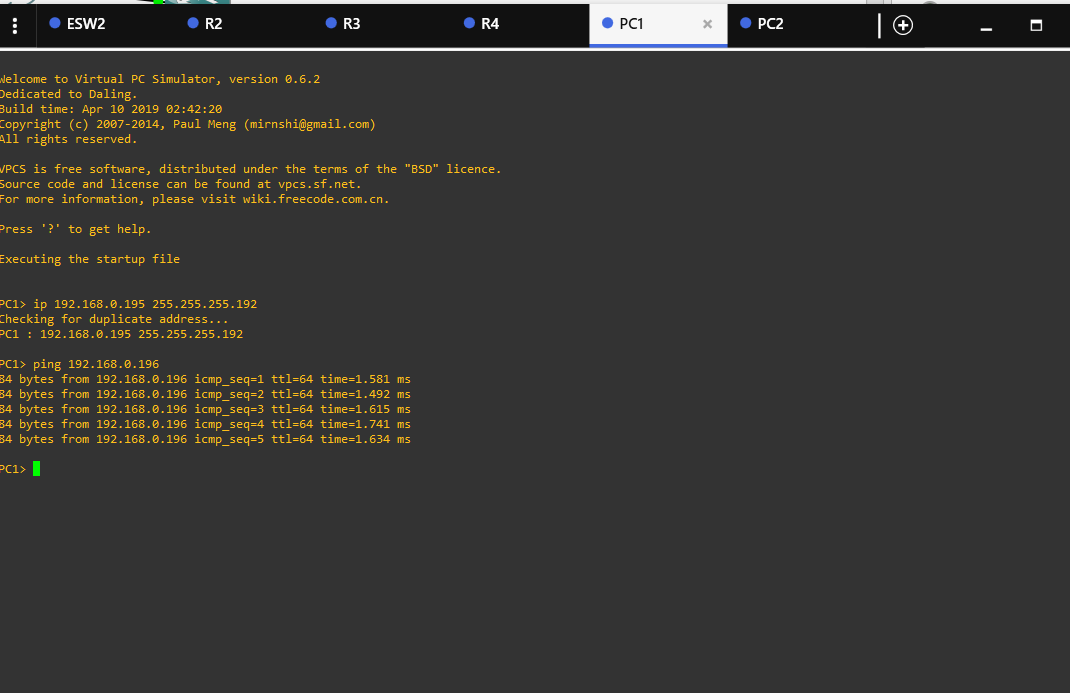 ESW2 R2 R3 R4 PC1 × PC2
Welcome to Virtual PC Simulator, version 0.6.2
Dedicated to Daling.
Build time: Apr 10 2019 02:42:20
Copyright (c) 2007-2014, Paul Meng (mirnshi@gmail.com)
All rights reserved.
VPCS is free software, distributed under the terms of the "BSD" licence.
Source code and license can be found at vpcs.sf.net.
For more information, please visit wiki.freecode.com.cn.
Press '?' to get help.
Executing the startup file
PC1> ip 192.168.0.195 255.255.255.192
Checking for duplicate address...
PC1 : 192.168.0.195 255.255.255.192
PC1> ping 192.168.0.196
84 bytes from 192.168.0.196 icmp_seq=1 ttl=64 time=1.581 ms
84 bytes from 192.168.0.196 icmp_seq=2 ttl=64 time=1.492 ms
84 bytes from 192.168.0.196 icmp_seq=3 ttl=64 time=1.615 ms
84 bytes from 192.168.0.196 icmp_seq=4 ttl=64 time=1.741 ms
84 bytes from 192.168.0.196 icmp_seq=5 ttl=64 time=1.634 ms
PC1>